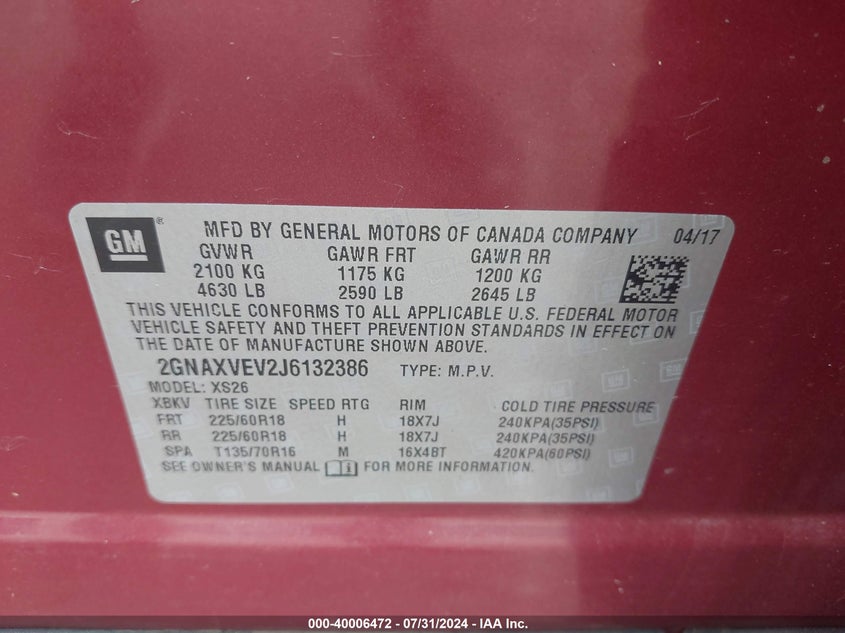 GM ®
MFD BY GENERAL MOTORS OF CANADA COMPANY 04/17
GVWR GAWR FRT GAWR RR
2100 KG 1175 KG 1200 KG
4630 LB 2590 LB 2645 LB
THIS VEHICLE CONFORMS TO ALL APPLICABLE U.S. FEDERAL MOTOR
VEHICLE SAFETY AND THEFT PREVENTION STANDARDS IN EFFECT ON
THE DATE OF MANUFACTURE SHOWN ABOVE.
2GNAXVEV2J6132386 TYPE: M.P.V.
MODEL: XS26
XBKV TIRE SIZE SPEED RTG RIM COLD TIRE PRESSURE
FRT 225/60R18 H 18X7J 240KPA(35PSI)
RR 225/60R18 H 18X7J 240KPA(35PSI)
SPA T135/70R16 M 16X4BT 420KPA(60PSI)
SEE OWNER'S MANUAL FOR MORE INFORMATION.
000-40006472 - 07/31/2024 - IAA Inc.